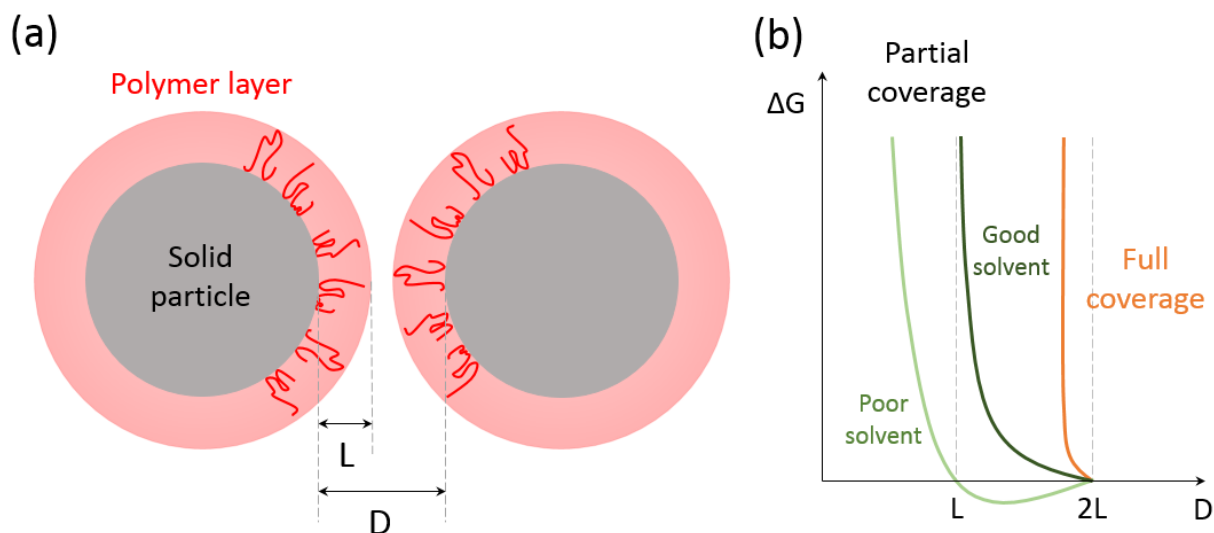 (a)
Polymer layer
Solid
particle
L
D
(b)
Partial
coverage
ΔG
Good
solvent
Full
coverage
Poor
solvent
L
2L
D